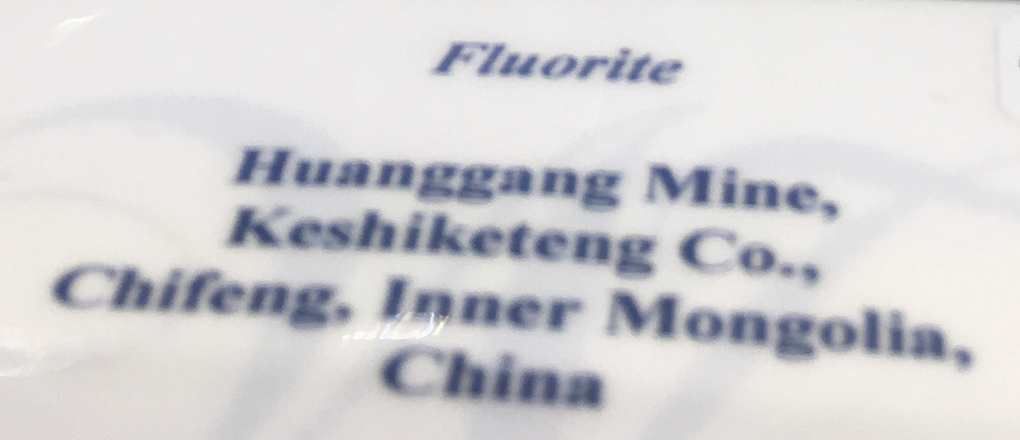 Fluorite
Huanggang Mine,
Keshiketeng Co.,
Chifeng, Inner Mongolia,
China